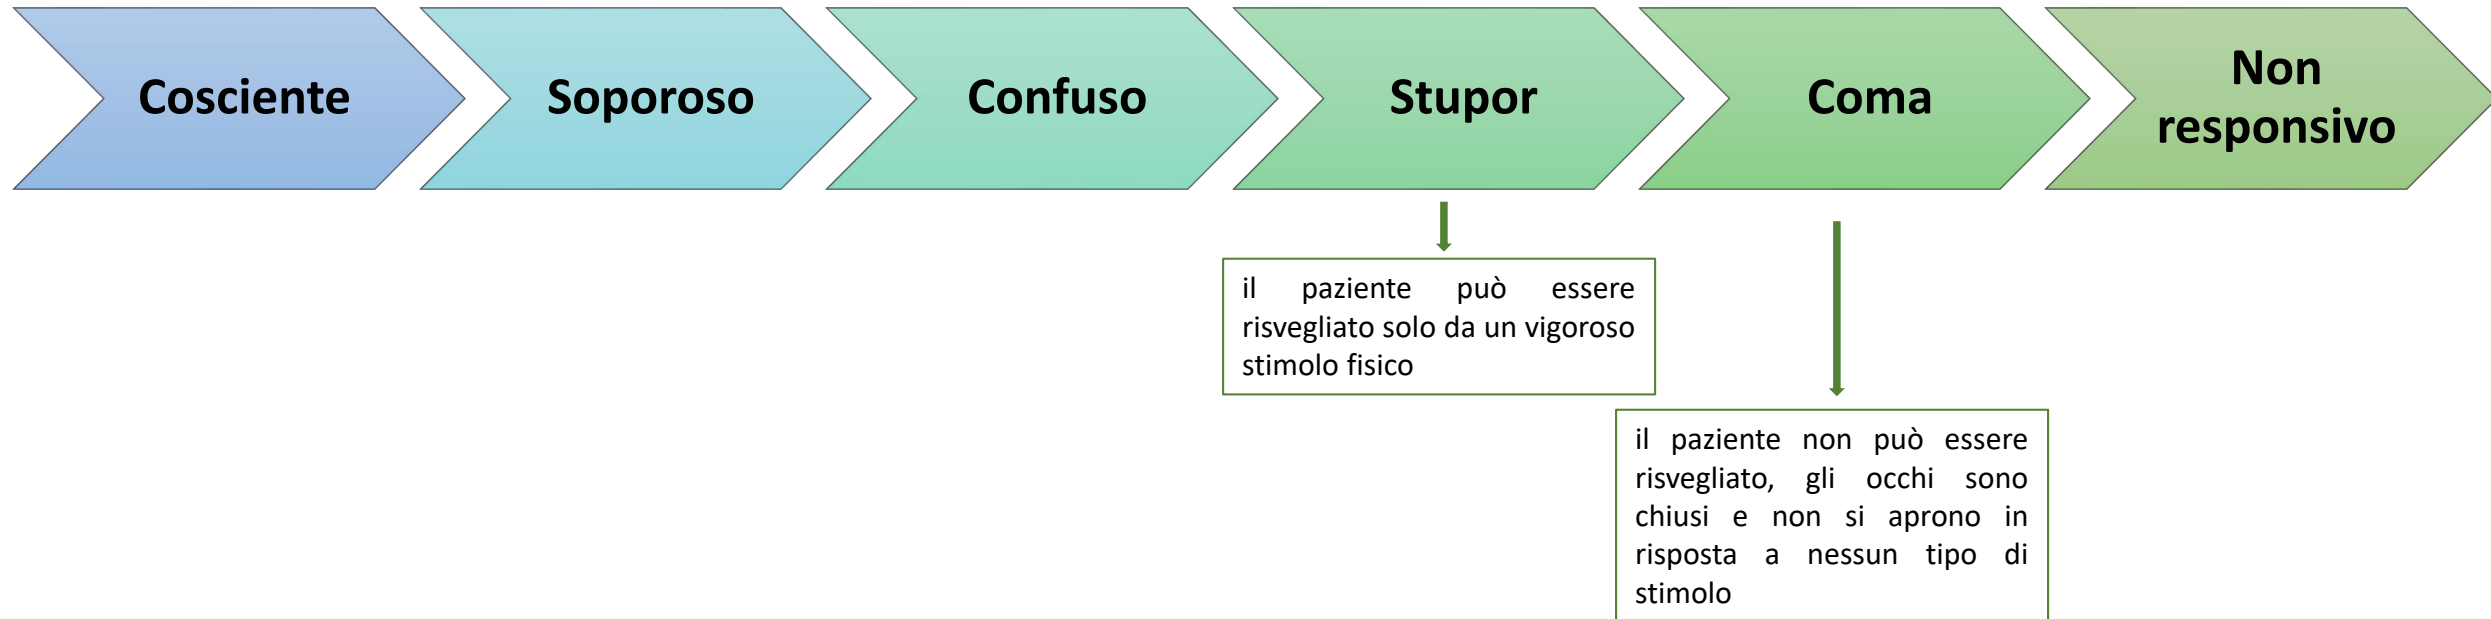 Cosciente
Soporoso
Confuso
Stupor
Coma
Non
responsivo
il paziente può essere
risvegliato solo da un vigoroso
stimolo fisico
il paziente non può essere
risvegliato, gli occhi sono
chiusi e non si aprono in
risposta a nessun tipo di
stimolo